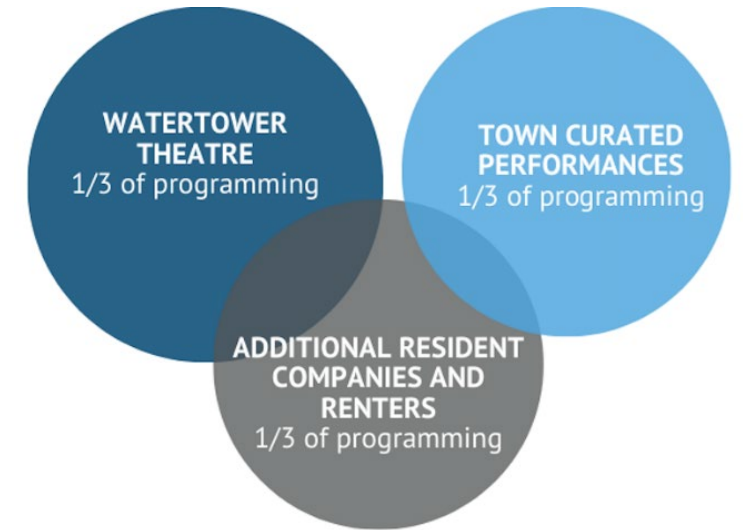 WATERTOWER
THEATRE
1/3 of programming
TOWN CURATED
PERFORMANCES
1/3 of programming
ADDITIONAL RESIDENT
COMPANIES AND
RENTERS
1/3 of programming